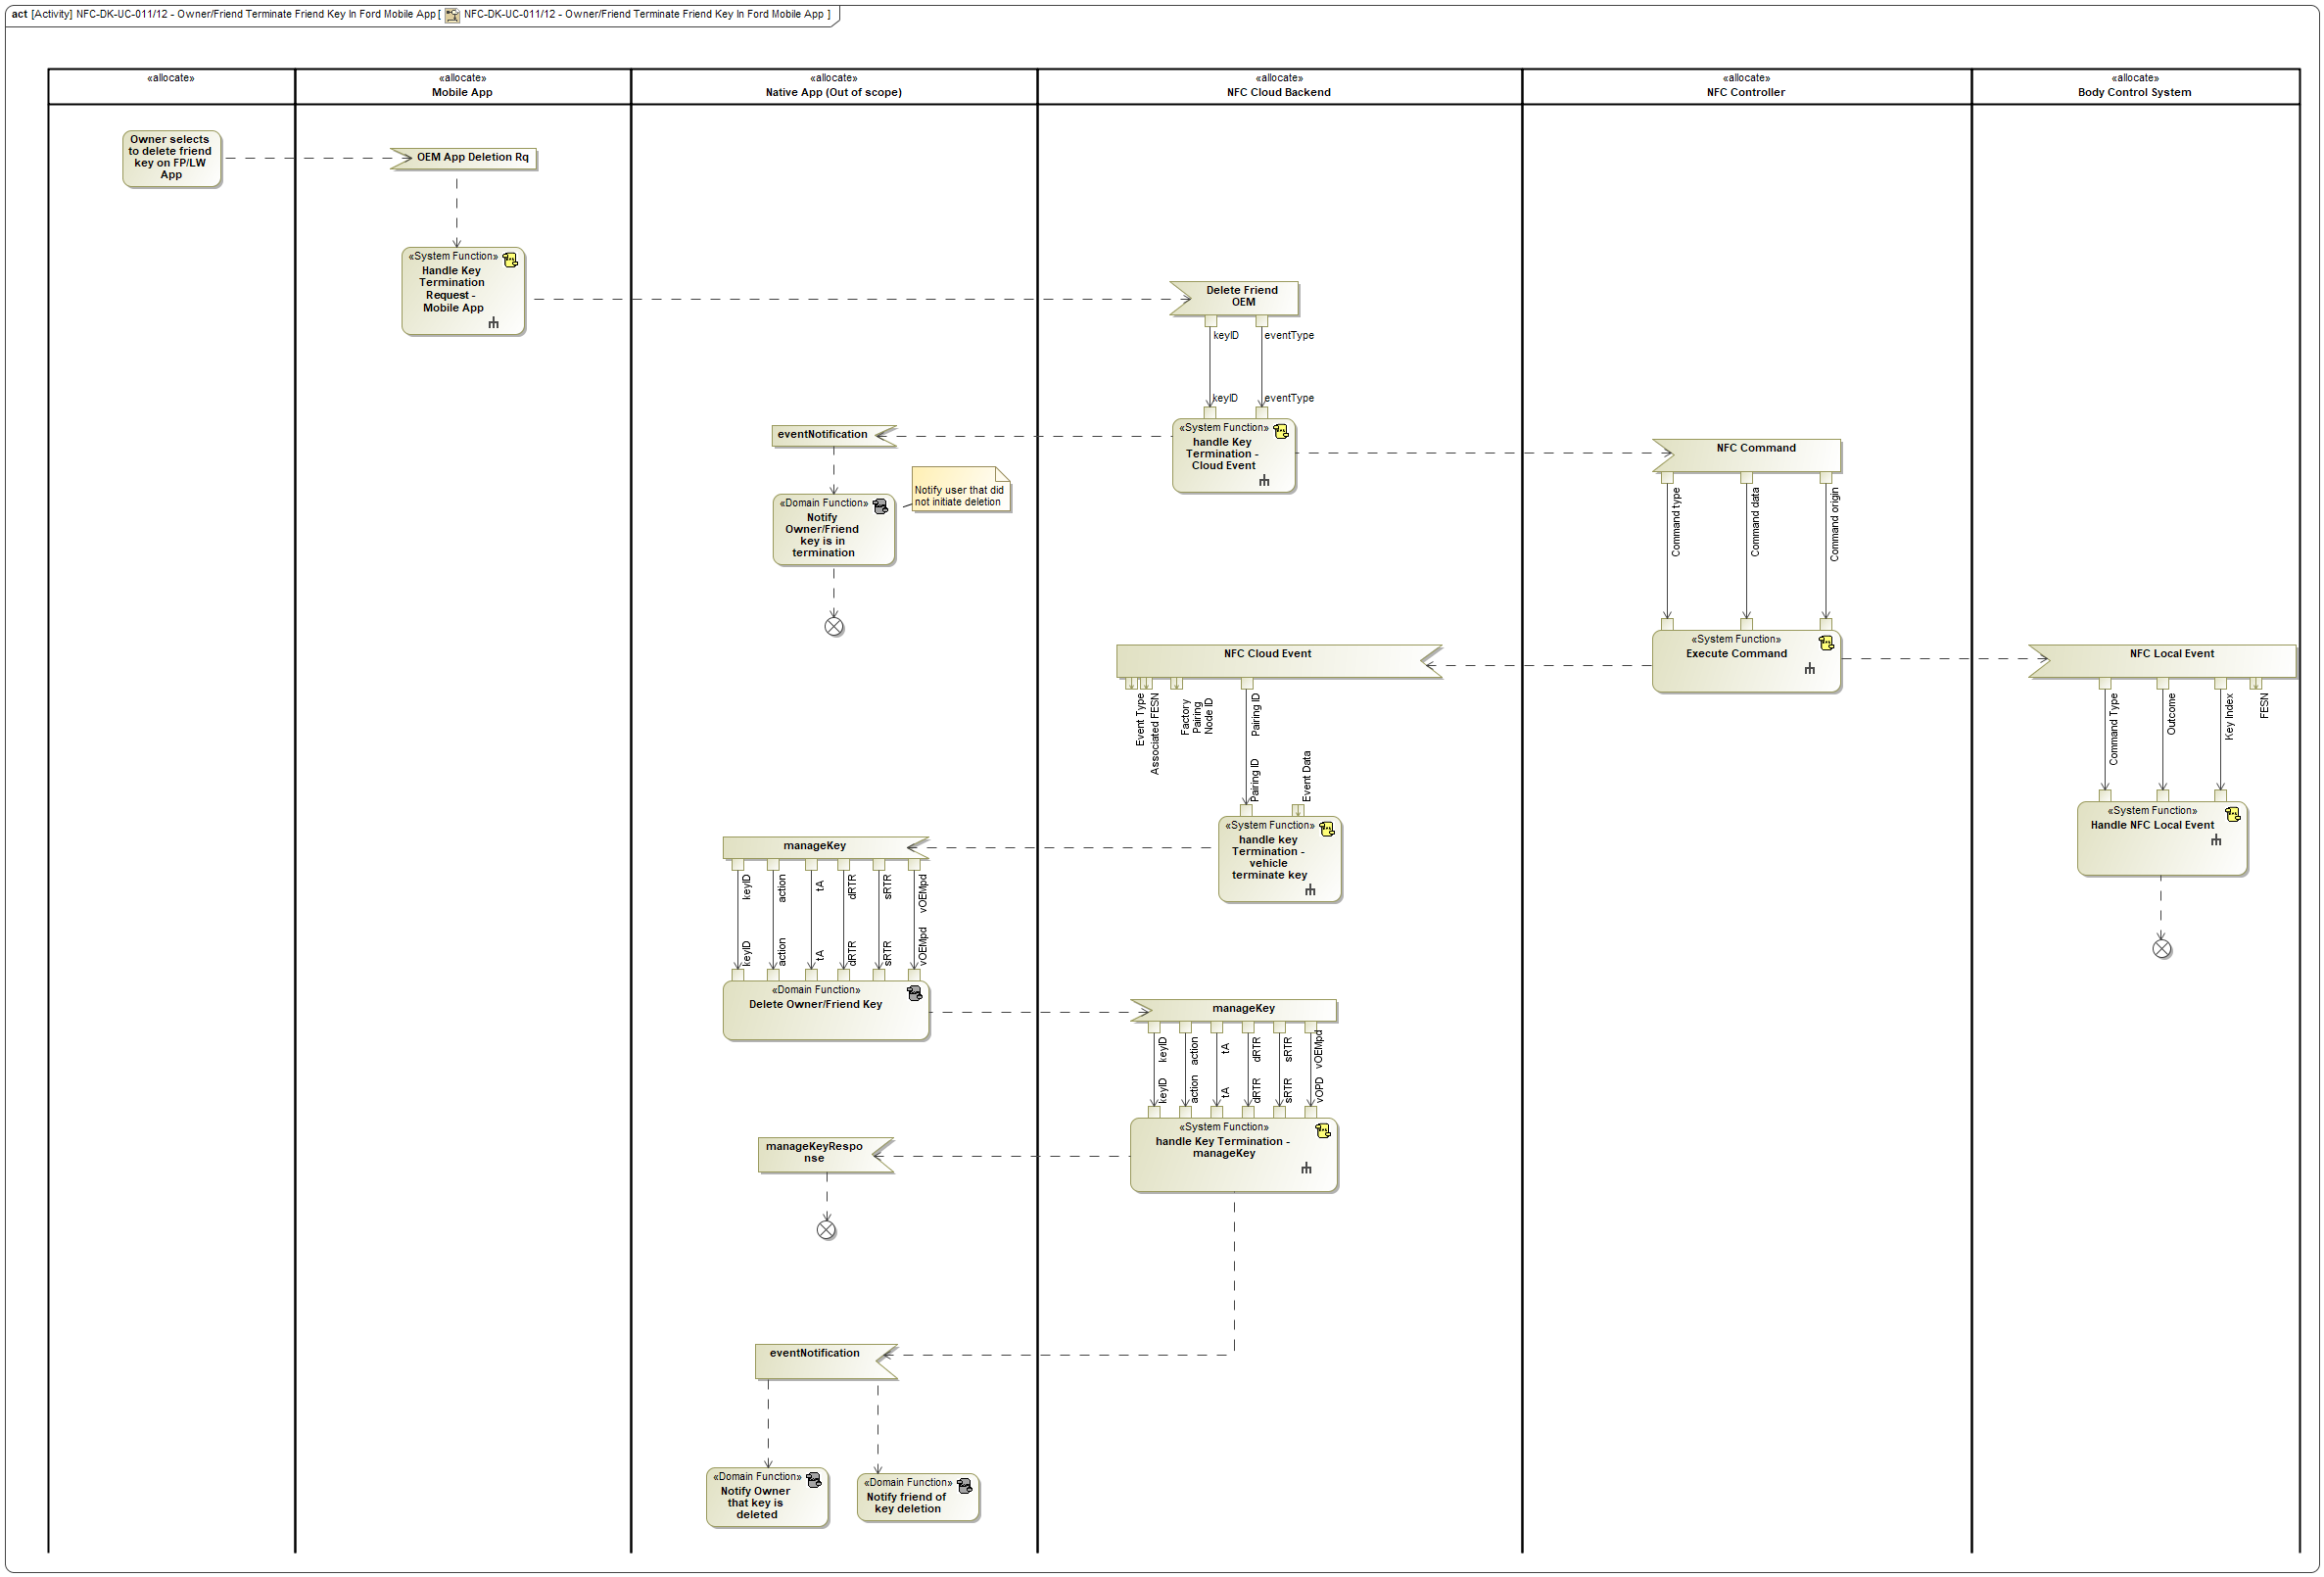 act [Activity] NFC-DK-UC-011/12 - Owner/Friend Terminate Friend Key In Ford Mobile App [ NFC-DK-UC-011/12 - Owner/Friend Terminate Friend Key In Ford Mobile App ]
«allocate»
«allocate»
Mobile App
«allocate»
Native App (Out of scope)
«allocate»
NFC Cloud Backend
«allocate»
NFC Controller
«allocate»
Body Control System
Owner selects
to delete friend
key on FP/LW
App
OEM App Deletion Rq
«System Function»
Handle Key
Termination
Request -
Mobile App
Delete Friend
OEM
keyID
eventType
keyID
eventType
«System Function»
handle Key
Termination -
Cloud Event
eventNotification
Notify user that did
not initiate deletion
«Domain Function»
Notify
Owner/Friend
key is in
termination
NFC Command
Command type
Command data
Command origin
«System Function»
Execute Command
NFC Cloud Event
Event Type
Associated FESN
Factory
Pairing
Node ID
Pairing ID
Pairing ID
Event Data
NFC Local Event
Command Type
Outcome
Key Index
FESN
«System Function»
Handle NFC Local Event
«System Function»
handle key
Termination -
vehicle
terminate key
manageKey
keyID
action
tA
dRTR
sRTR
vOEMpd
keyID
action
tA
dRTR
sRTR
vOEMpd
«Domain Function»
Delete Owner/Friend Key
manageKey
keyID
action
tA
dRTR
sRTR
vOEMpd
keyID
action
tA
dRTR
sRTR
vOPD
«System Function»
handle Key Termination -
manageKey
manageKeyRespo
nse
eventNotification
«Domain Function»
Notify Owner
that key is
deleted
«Domain Function»
Notify friend of
key deletion